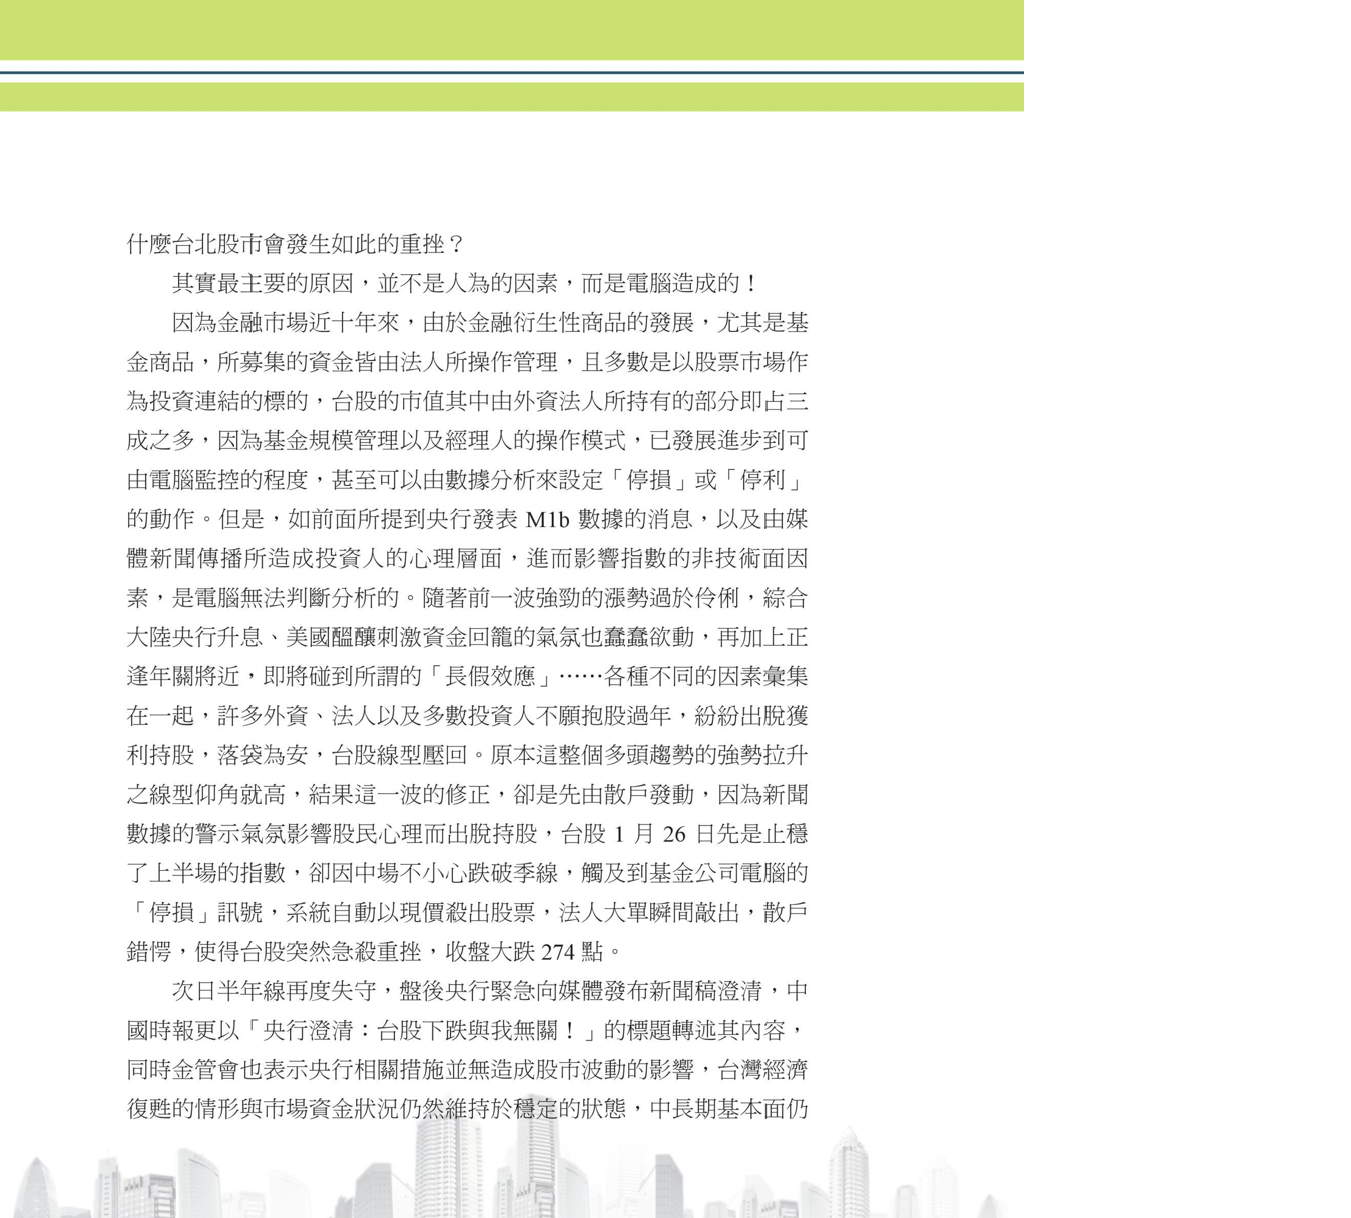 什麼台北股市會發生如此的重挫？
其實最主要的原因，並不是人為的因素，而是電腦造成的！
因為金融市場近十年來，由於金融衍生性商品的發展，尤其是基
金商品，所募集的資金皆由法人所操作管理，且多數是以股票市場作
為投資連結的標的，台股的市值其中由外資法人所持有的部分即占三
成之多，因為基金規模管理以及經理人的操作模式，已發展進步到可
由電腦監控的程度，甚至可以由數據分析來設定「停損」或「停利」
的動作。但是，如前面所提到央行發表 M1b 數據的消息，以及由媒
體新聞傳播所造成投資人的心理層面，進而影響指數的非技術面因
素，是電腦無法判斷分析的。隨著前一波強勁的漲勢過於伶俐，綜合
大陸央行升息、美國醞釀刺激資金回籠的氣氛也蠢蠢欲動，再加上正
逢年關將近，即將碰到所謂的「長假效應」……各種不同的因素彙集
在一起，許多外資、法人以及多數投資人不願抱股過年，紛紛出脫獲
利持股，落袋為安，台股線型壓回。原本這整個多頭趨勢的強勢拉升
之線型仰角就高，結果這一波的修正，卻是先由散戶發動，因為新聞
數據的警示氣氛影響股民心理而出脫持股，台股 1 月 26 日先是止穩
了上半場的指數，卻因中場不小心跌破季線，觸及到基金公司電腦的
「停損」訊號，系統自動以現價殺出股票，法人大單瞬間敲出，散戶
錯愕，使得台股突然急殺重挫，收盤大跌 274 點。
次日半年線再度失守，盤後央行緊急向媒體發布新聞稿澄清，中
國時報更以「央行澄清：台股下跌與我無關！」的標題轉述其內容，
同時金管會也表示央行相關措施並無造成股市波動的影響，台灣經濟
復甦的情形與市場資金狀況仍然維持於穩定的狀態，中長期基本面仍